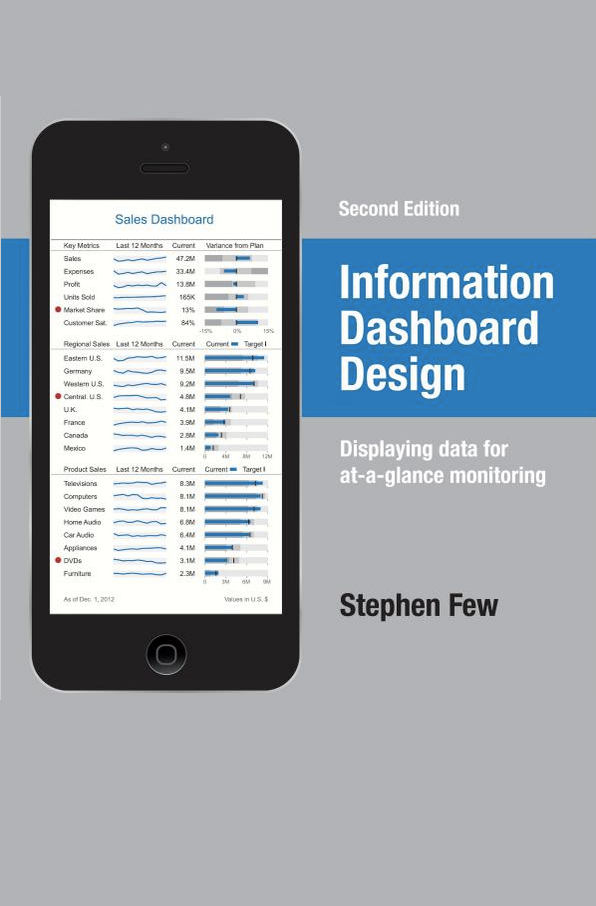 Second Edition
Information
Dashboard
Design
Displaying data for
at-a-glance monitoring
Stephen Few
Sales Dashboard
Key Metrics Last 12 Months Current Variance from Plan
Sales 47.2M
Expenses 33.4M
Profit 13.8M
Units Sold 165K
Market Share 13%
Customer Sat. 84%
-15% 0% 15%
Regional Sales Last 12 Months Current Current Target
Eastern U.S. 11.5M
Germany 9.5M
Western U.S. 9.2M
Central. U.S. 4.8M
U.K. 4.1M
France 3.9M
Canada 2.8M
Mexico 1.4M
0 4M 8M 12M
Product Sales Last 12 Months Current Current Target
Televisions 8.3M
Computers 8.1M
Video Games 8.1M
Home Audio 6.8M
Car Audio 6.4M
Appliances 4.1M
DVDs 3.1M
Furniture 2.3M
0 3M 6M 9M
As of Dec. 1, 2012 Values in U.S. $